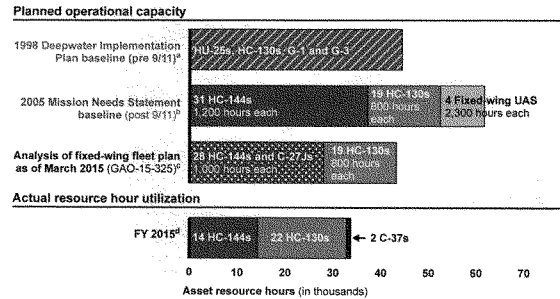 Planned operational capacity
1998 Deepwater Implementation
Plan baseline (pre 9/11)a
HU-25s, HC-130s, G-1 and G-3
2005 Mission Needs Statement
baseline (post 9/11)b
31 HC-144s
1,200 hours each
19 HC-130s
800 hours
each
4 Fixed-wing UAS
2,300 hours each
Analysis of fixed-wing fleet plan
as of March 2015 (GAO-15-325)c
28 HC-144s and C-27Js
1,000 hours each
19 HC-130s
800 hours
each
Actual resource hour utilization
FY 2015d
14 HC-144s
22 HC-130s
2 C-37s
0 10 20 30 40 50 60 70
Asset resource hours (in thousands)